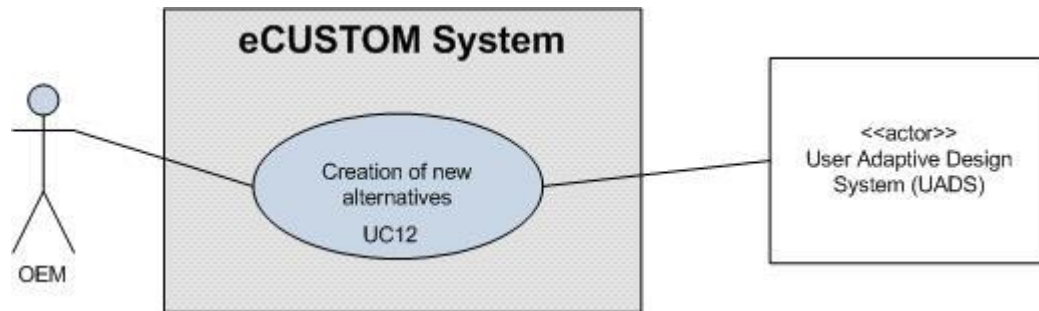 eCUSTOM System
Creation of new
alternatives
UC12
OEM
<<actor>>
User Adaptive Design
System (UADS)